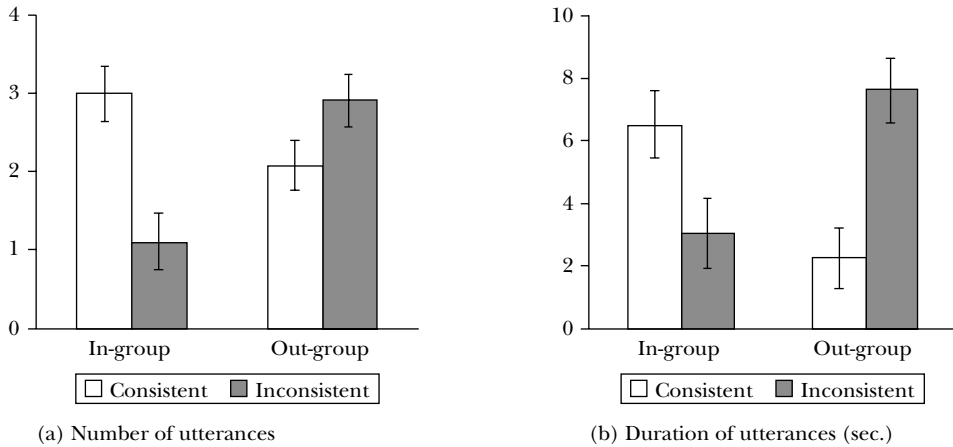 4
3
2
1
0
In-group
Out-group
Consistent
Inconsistent
(a) Number of utterances
10
8
6
4
2
0
In-group
Out-group
Consistent
Inconsistent
(b) Duration of utterances (sec.)